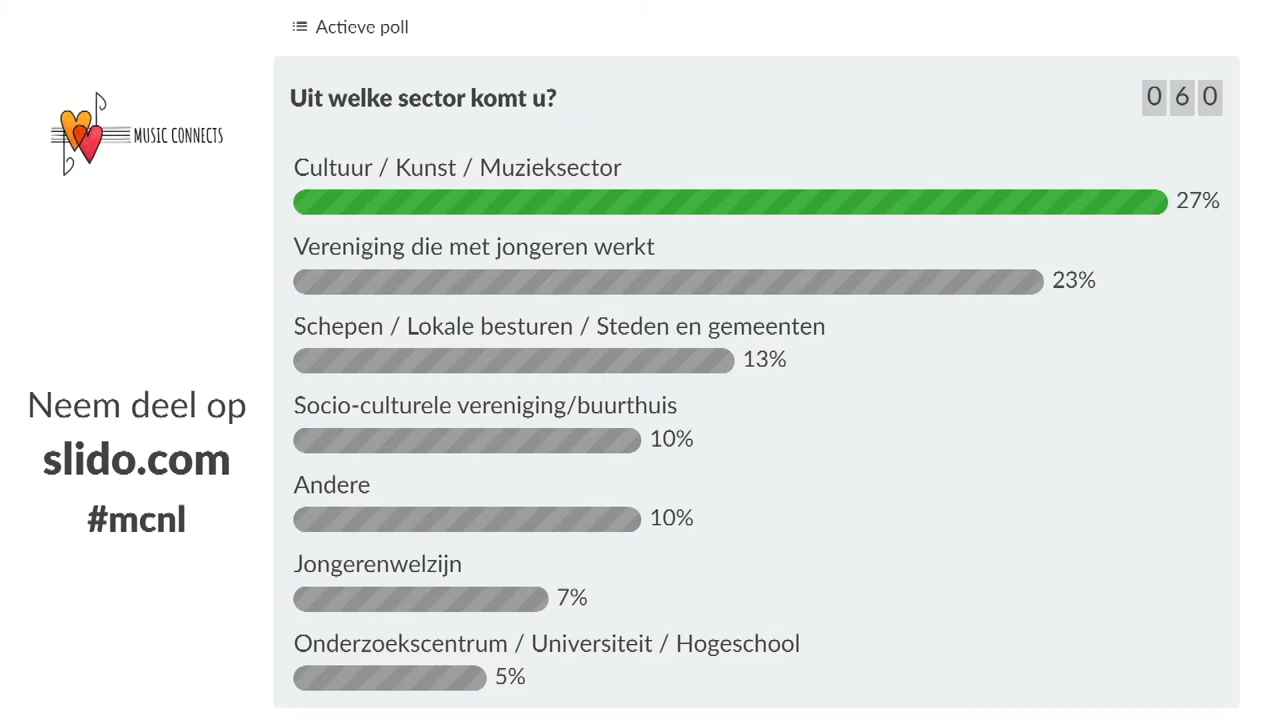 Actieve poll
Uit welke sector komt u?
060
MUSIC CONNECTS
Cultuur / Kunst / Muzieksector
27%
Vereniging die met jongeren werkt
23%
Schepen / Lokale besturen / Steden en gemeenten
13%
Socio-culturele vereniging/buurthuis
10%
Andere
10%
Jongerenwelzijn
7%
Onderzoekscentrum / Universiteit / Hogeschool
5%
Neem deel op
slido.com
#mcnl